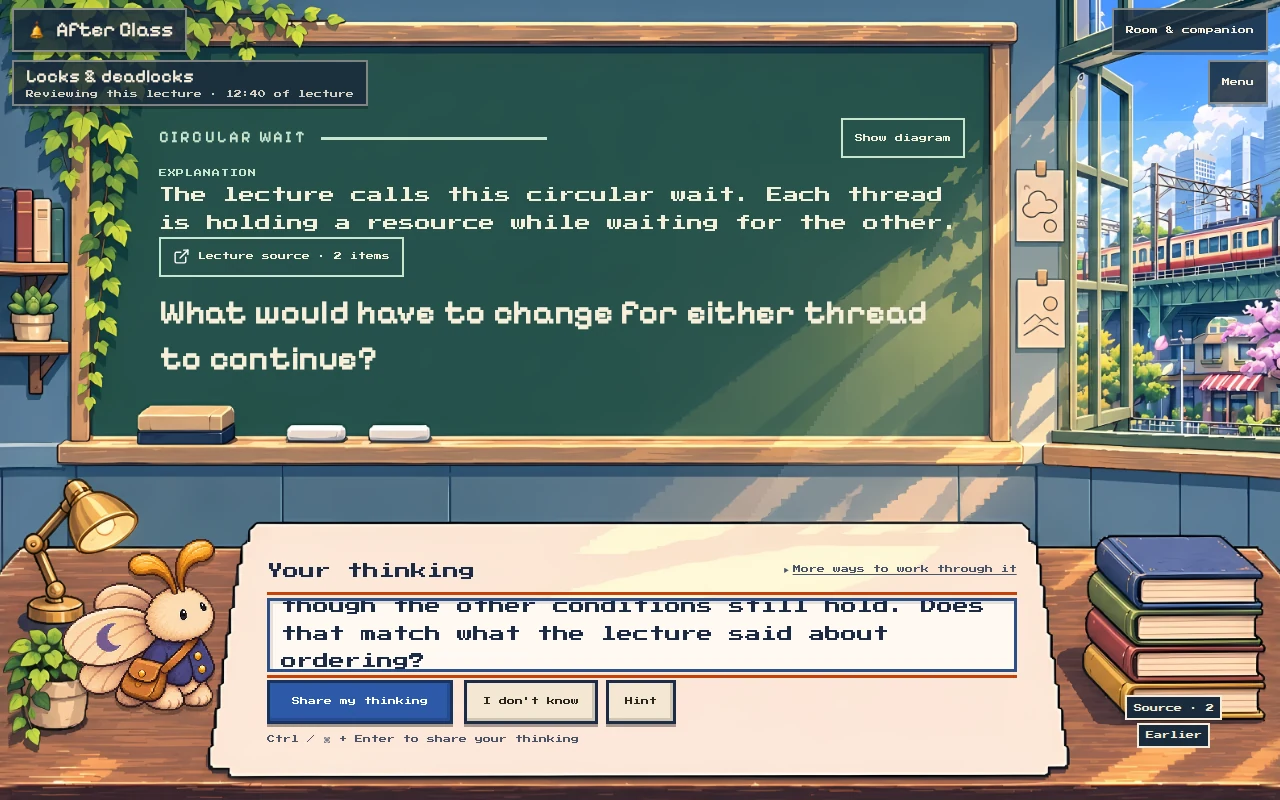 After Class
Room & companion
Locks & deadlocks
Reviewing this lecture · 12:40 of lecture
Menu
CIRCULAR WAIT
Show diagram
EXPLANATION
The lecture calls this circular wait. Each thread
is holding a resource while waiting for the other.
Lecture source · 2 items
What would have to change for either thread
to continue?
Your thinking
More ways to work through it
though the other conditions still hold. Does
that match what the lecture said about
ordering?
Share my thinking
I don't know
Hint
Ctrl / ⌘ + Enter to share your thinking
Source · 2
Earlier